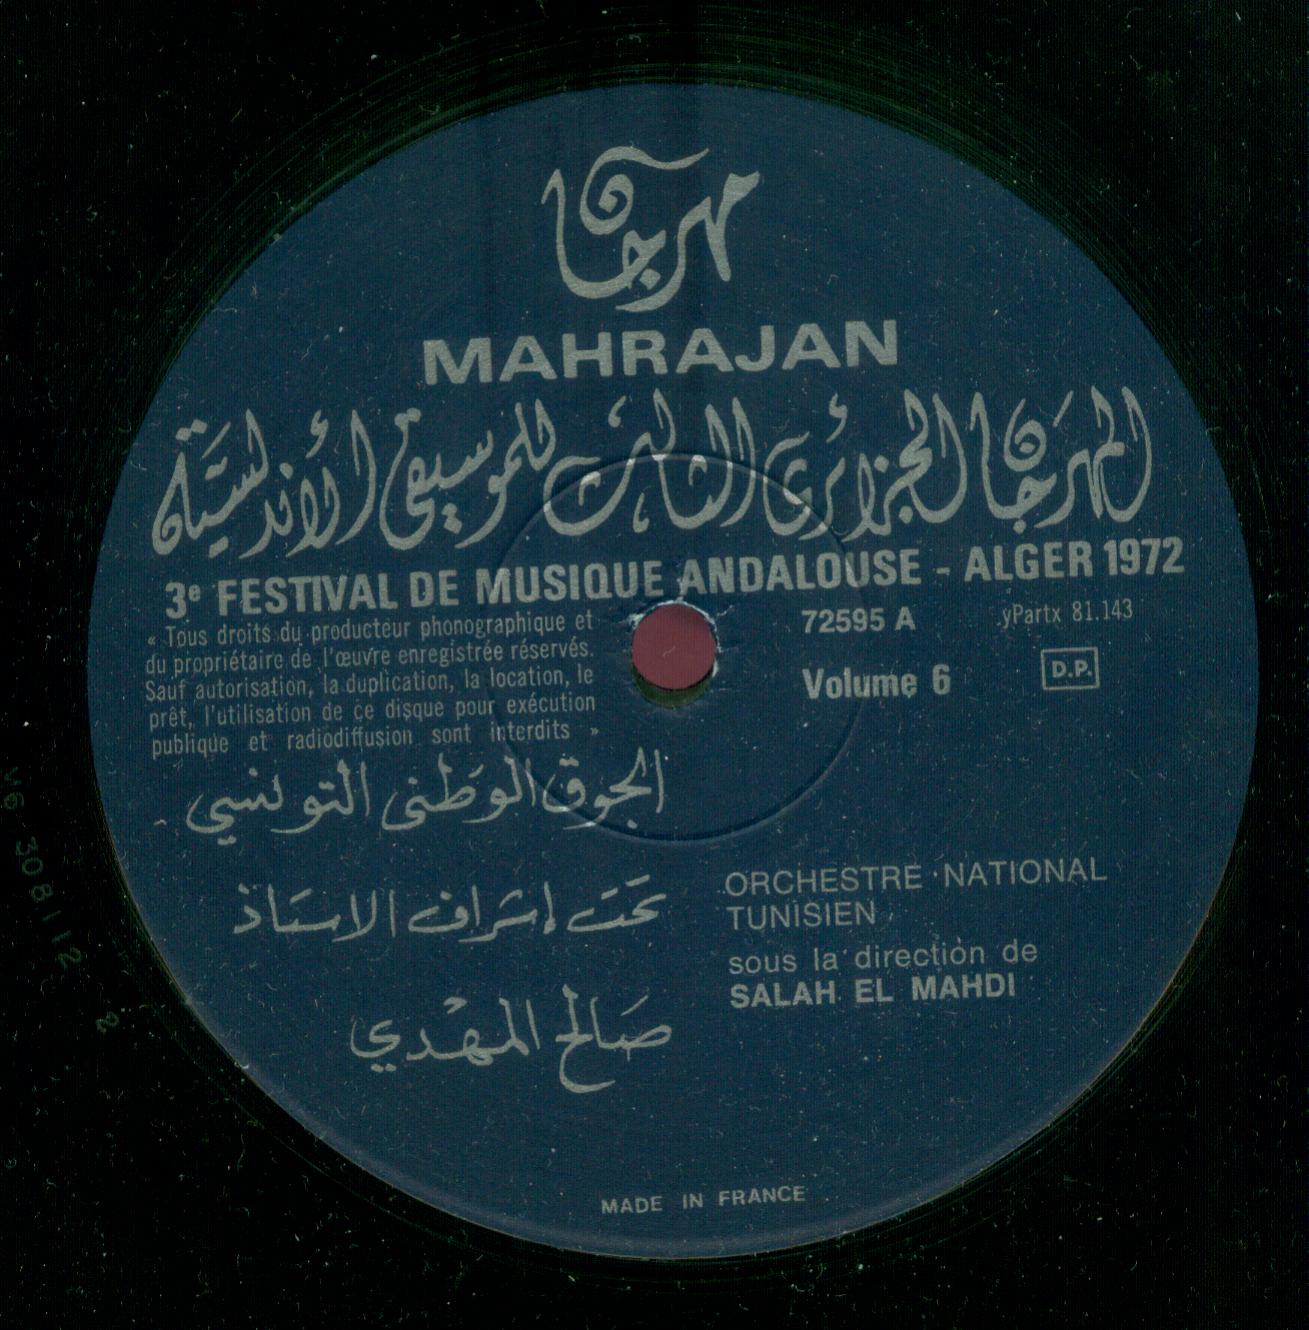 مهرجان
MAHRAJAN
المهرجان الجزائري الثالث للموسيقى الأندلسية
3e FESTIVAL DE MUSIQUE ANDALOUSE - ALGER 1972
« Tous droits du producteur phonographique et
du propriétaire de l'œuvre enregistrée réservés.
Sauf autorisation, la duplication, la location, le
prêt, l'utilisation de ce disque pour exécution
publique et radiodiffusion sont interdits »
72595 A
yPartx 81.143
Volume 6
D.P.
الجوق الوطنى التونسي
تحت إشراف الاستاذ
صالح المهدي
ORCHESTRE NATIONAL
TUNISIEN
sous la direction de
SALAH EL MAHDI
MADE IN FRANCE